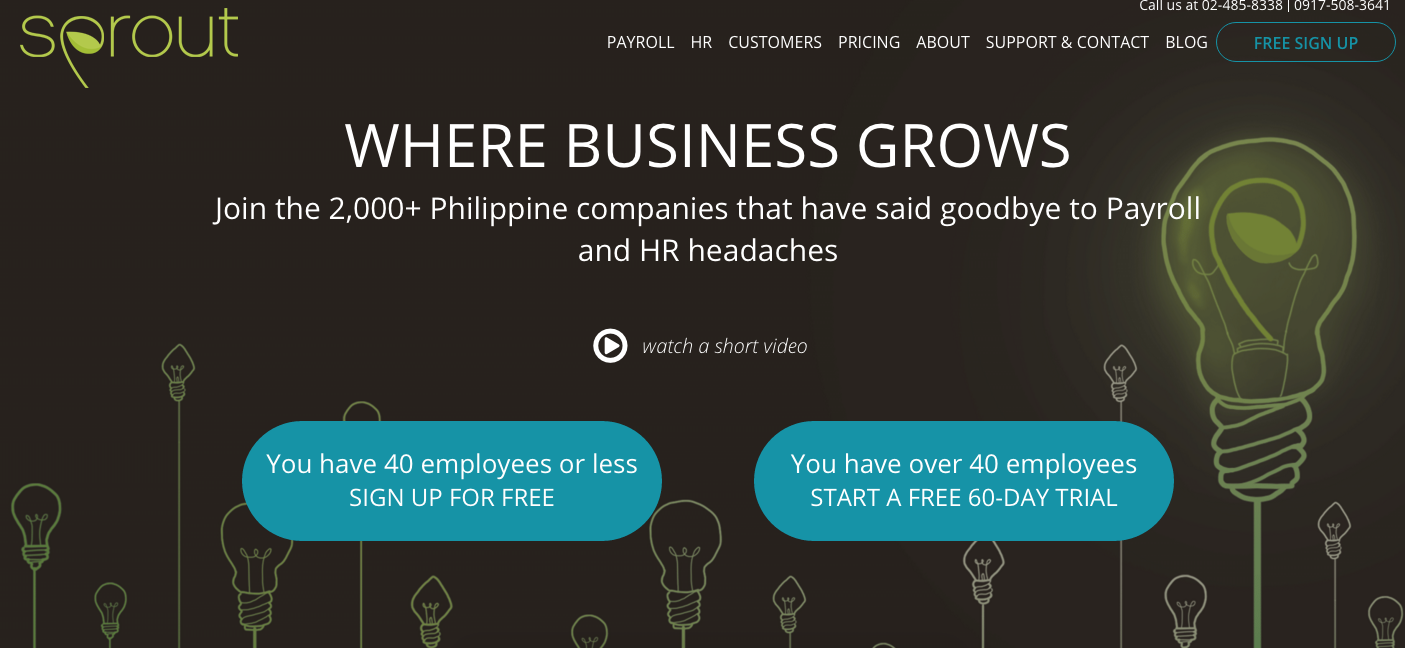 Call us at 02-485-8338 | 0917-508-3641
sprout
PAYROLL HR CUSTOMERS PRICING ABOUT SUPPORT & CONTACT BLOG FREE SIGN UP
WHERE BUSINESS GROWS
Join the 2,000+ Philippine companies that have said goodbye to Payroll
and HR headaches
watch a short video
You have 40 employees or less
SIGN UP FOR FREE
You have over 40 employees
START A FREE 60-DAY TRIAL